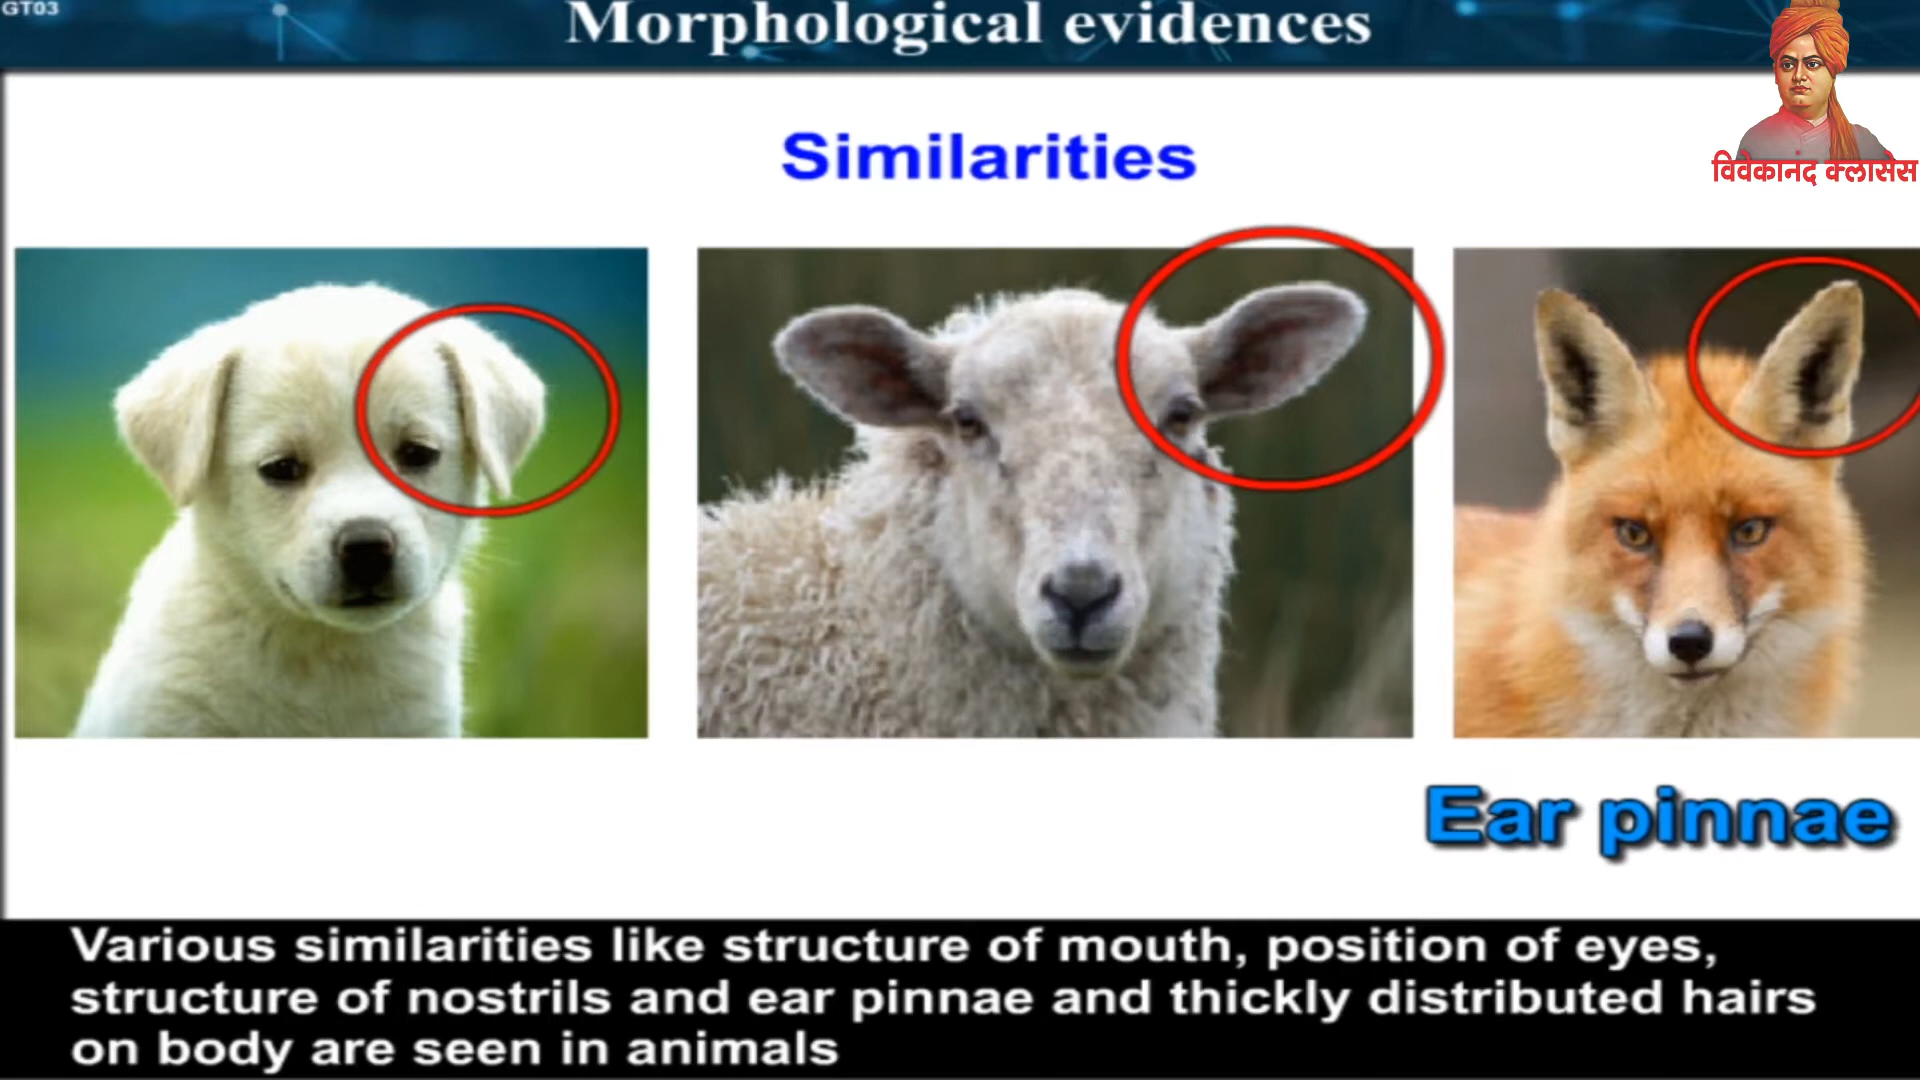 GT03
Morphological evidences
विवेकानद क्लासेस
Similarities
Ear pinnae
Various similarities like structure of mouth, position of eyes,
structure of nostrils and ear pinnae and thickly distributed hairs
on body are seen in animals